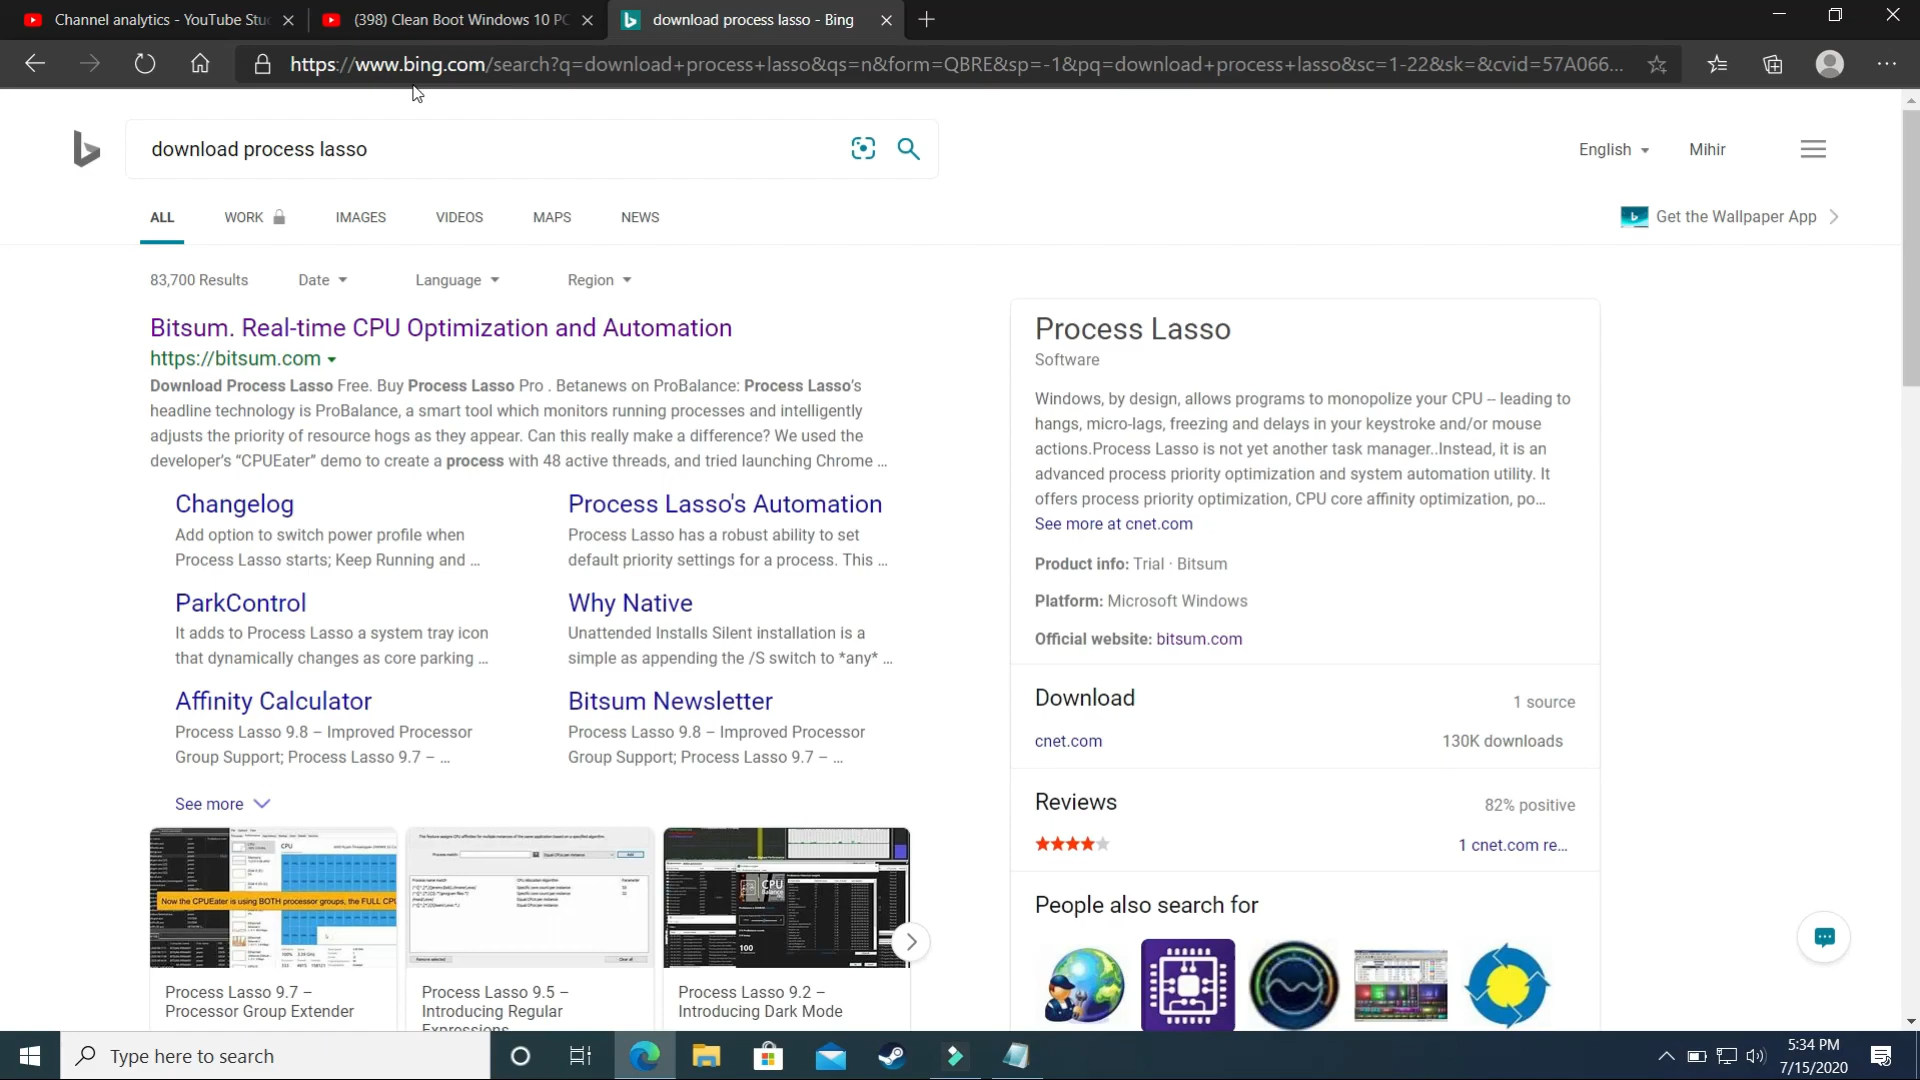 Channel analytics - YouTube Stu
(398) Clean Boot Windows 10 PC
download process lasso - Bing
https://www.bing.com/search?q=download+process+lasso&qs=n&form=QBRE&sp=-1&pq=download+process+lasso&sc=1-22&sk=&cvid=57A066...
download process lasso
English
Mihir
ALL
WORK
IMAGES
VIDEOS
MAPS
NEWS
Get the Wallpaper App
83,700 Results
Date
Language
Region
Bitsum. Real-time CPU Optimization and Automation
https://bitsum.com
Download Process Lasso Free. Buy Process Lasso Pro . Betanews on ProBalance: Process Lasso's
headline technology is ProBalance, a smart tool which monitors running processes and intelligently
adjusts the priority of resource hogs as they appear. Can this really make a difference? We used the
developer's “CPUEater” demo to create a process with 48 active threads, and tried launching Chrome ...
Changelog
Add option to switch power profile when
Process Lasso starts; Keep Running and ...
Process Lasso's Automation
Process Lasso has a robust ability to set
default priority settings for a process. This ...
ParkControl
It adds to Process Lasso a system tray icon
that dynamically changes as core parking ...
Why Native
Unattended Installs Silent installation is a
simple as appending the /S switch to *any* ...
Affinity Calculator
Process Lasso 9.8 – Improved Processor
Group Support; Process Lasso 9.7 – ...
Bitsum Newsletter
Process Lasso 9.8 – Improved Processor
Group Support; Process Lasso 9.7 – ...
See more
Now the CPUEater is using BOTH processor groups, the FULL CPU
CPU
CPU
100
Process Lasso 9.7 –
Processor Group Extender
Process Lasso 9.5 –
Introducing Regular
Expressions
Process Lasso 9.2 –
Introducing Dark Mode
Process Lasso
Software
Windows, by design, allows programs to monopolize your CPU -- leading to
hangs, micro-lags, freezing and delays in your keystroke and/or mouse
actions.Process Lasso is not yet another task manager..Instead, it is an
advanced process priority optimization and system automation utility. It
offers process priority optimization, CPU core affinity optimization, po...
See more at cnet.com
Product info: Trial · Bitsum
Platform: Microsoft Windows
Official website: bitsum.com
Download
1 source
cnet.com
130K downloads
Reviews
82% positive
1 cnet.com re...
People also search for
Type here to search
5:34 PM
7/15/2020